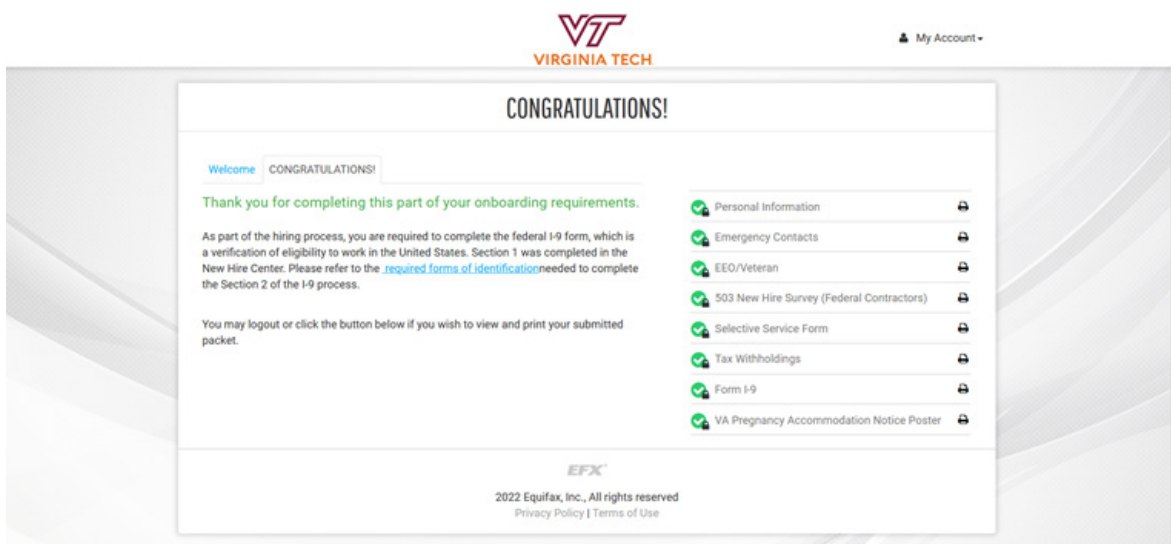 VT
VIRGINIA TECH
My Account
CONGRATULATIONS!
Welcome
CONGRATULATIONS!
Thank you for completing this part of your onboarding requirements.
As part of the hiring process, you are required to complete the federal I-9 form, which is
a verification of eligibility to work in the United States. Section 1 was completed in the
New Hire Center. Please refer to the required forms of identificationneeded to complete
the Section 2 of the I-9 process.
You may logout or click the button below if you wish to view and print your submitted
packet.
Personal Information
Emergency Contacts
EEO/Veteran
503 New Hire Survey (Federal Contractors)
Selective Service Form
Tax Withholdings
Form I-9
VA Pregnancy Accommodation Notice Poster
EFX™
2022 Equifax, Inc., All rights reserved
Privacy Policy | Terms of Use